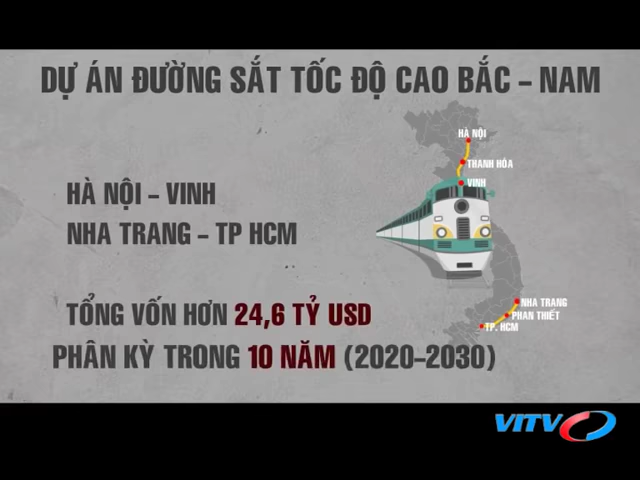 DỰ ÁN ĐƯỜNG SẮT TỐC ĐỘ CAO BẮC – NAM
HÀ NỘI
THANH HÓA
VINH
HÀ NỘI – VINH
NHA TRANG – TP HCM
NHA TRANG
PHAN THIẾT
TP. HCM
TỔNG VỐN HƠN 24,6 TỶ USD
PHÂN KỲ TRONG 10 NĂM (2020–2030)
VITV